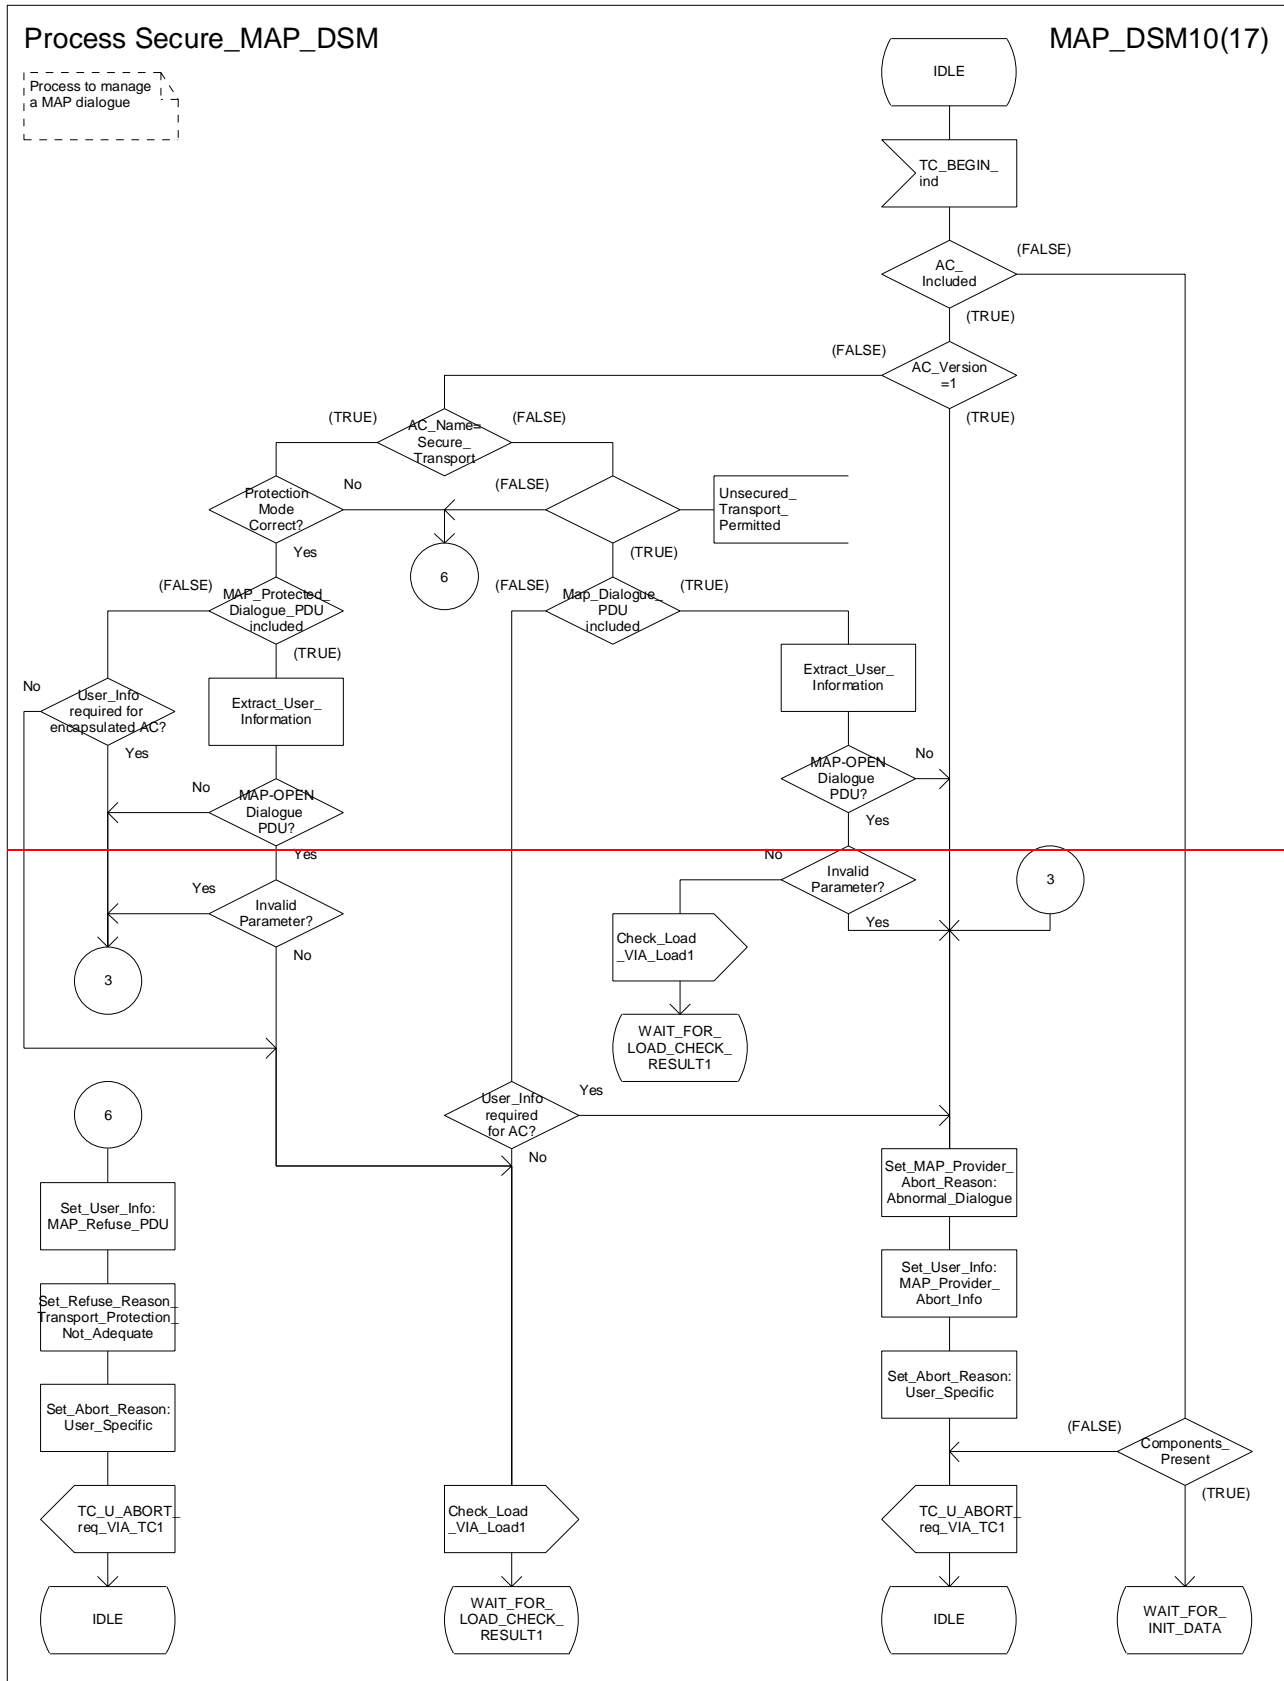 Process Secure_MAP_DSM
MAP_DSM10(17)
Process to manage
a MAP dialogue
IDLE
TC_BEGIN_
ind
AC_
Included
(FALSE)
(TRUE)
AC_Version
=1
(FALSE)
(TRUE)
AC_Name=
Secure_
Transport
(TRUE)
(FALSE)
Protection
Mode
Correct?
No
Yes
(FALSE)
(TRUE)
Unsecured_
Transport_
Permitted
6
MAP_Protected_
Dialogue_PDU
included
(FALSE)
(TRUE)
Map_Dialogue_
PDU
included
(FALSE)
(TRUE)
User_Info
required for
encapsulated AC?
No
Yes
Extract_User_
Information
Extract_User_
Information
MAP-OPEN
Dialogue
PDU?
No
Yes
MAP-OPEN
Dialogue
PDU?
No
Yes
Invalid
Parameter?
Yes
No
Invalid
Parameter?
No
Yes
3
3
Check_Load
_VIA_Load1
WAIT_FOR_
LOAD_CHECK_
RESULT1
6
User_Info
required
for AC?
Yes
No
Set_User_Info:
MAP_Refuse_PDU
Set_MAP_Provider_
Abort_Reason:
Abnormal_Dialogue
Set_Refuse_Reason_
Transport_Protection_
Not_Adequate
Set_User_Info:
MAP_Provider_
Abort_Info
Set_Abort_Reason:
User_Specific
Set_Abort_Reason:
User_Specific
Components_
Present
(FALSE)
(TRUE)
TC_U_ABORT_
req_VIA_TC1
Check_Load
_VIA_Load1
TC_U_ABORT_
req_VIA_TC1
IDLE
WAIT_FOR_
LOAD_CHECK_
RESULT1
IDLE
WAIT_FOR_
INIT_DATA